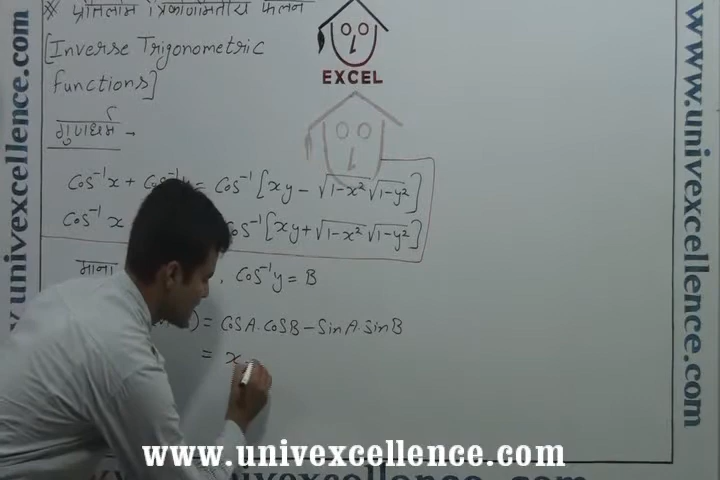 * प्रतिलोम त्रिकोणमितीय फलन
[Inverse Trigonometric
Functions]
EXCEL
गुणधर्म -
Cos⁻¹x + Cos⁻¹y = Cos⁻¹[xy - √1-x² √1-y²]
Cos⁻¹x Cos⁻¹[xy + √1-x² √1-y²]
माना , Cos⁻¹y = B
) = CosA.CosB - SinA.SinB
= x
www.univexcellence.com
www.univexcellence.com
www.univexcellence.com
univexcellence.com